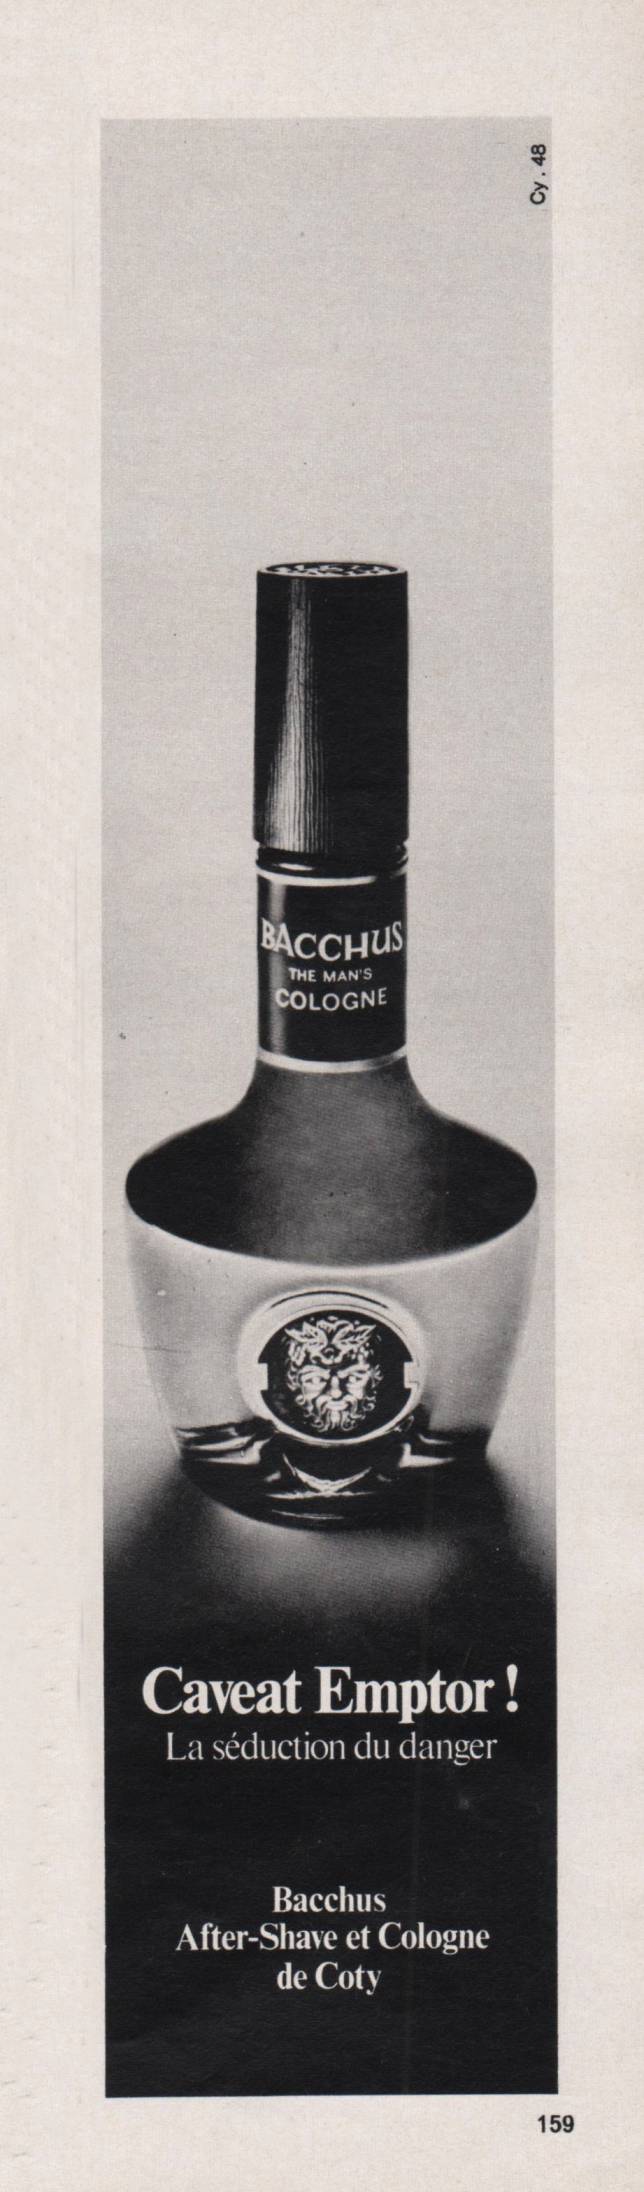 Cy. 48
BACCHUS
THE MAN'S
COLOGNE
Caveat Emptor !
La séduction du danger
Bacchus
After-Shave et Cologne
de Coty
159